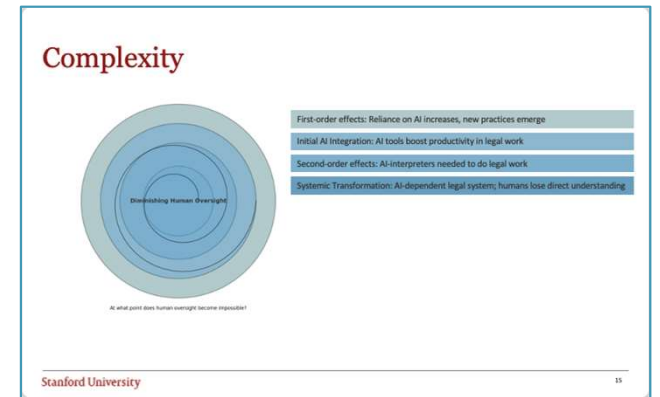 Complexity
First-order effects: Reliance on AI increases, new practices emerge
Initial AI Integration: AI tools boost productivity in legal work
Second-order effects: AI-interpreters needed to do legal work
Systemic Transformation: AI-dependent legal system; humans lose direct understanding
Diminishing Human Oversight
At what point does human oversight become impossible?
Stanford University
15